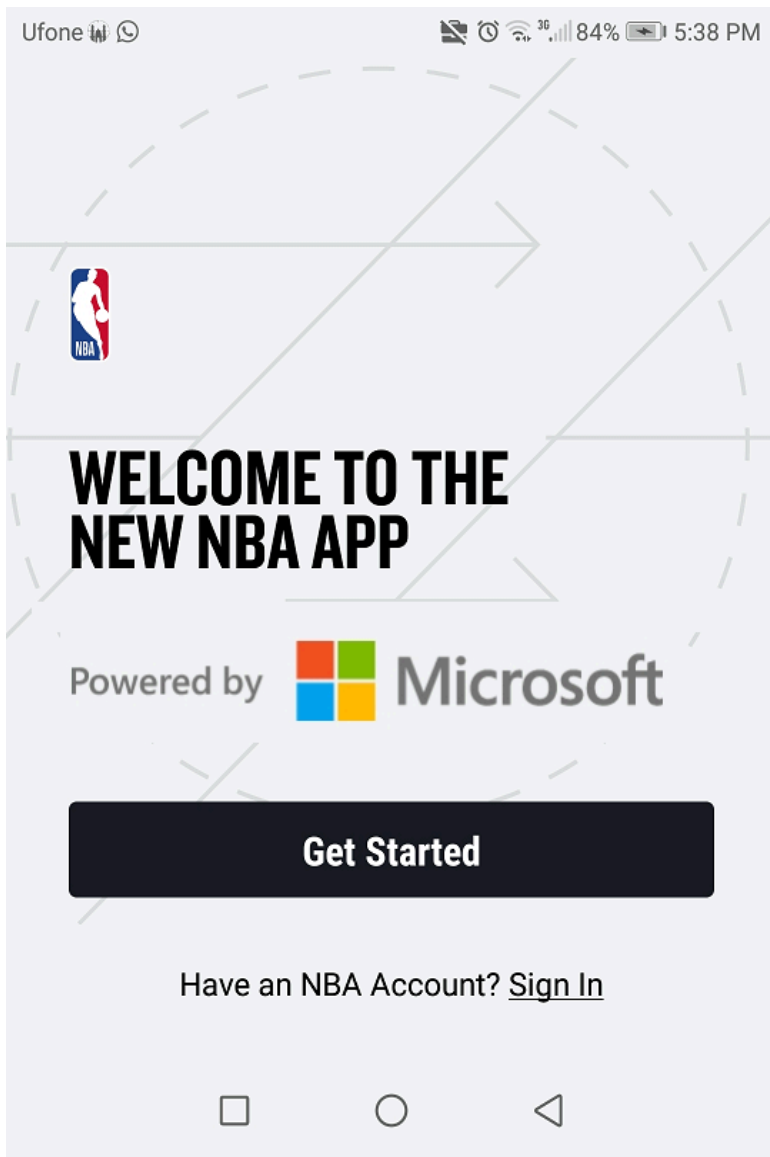 Ufone 3G 84% 5:38 PM
NBA
WELCOME TO THE
NEW NBA APP
Powered by Microsoft
Get Started
Have an NBA Account? Sign In